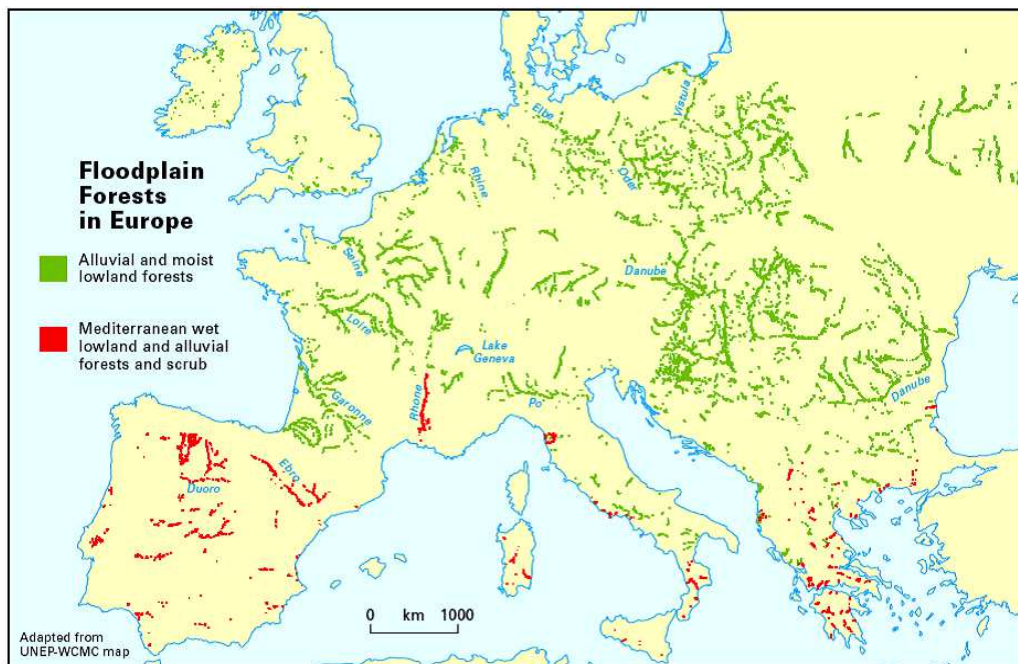 Floodplain
Forests
in Europe
Alluvial and moist
lowland forests
Mediterranean wet
lowland and alluvial
forests and scrub
Elbe
Vistula
Rhine
Oder
Seine
Danube
Loire
Lake
Geneva
Garonne
Rhone
Po
Danube
Ebro
Duoro
0 km 1000
Adapted from
UNEP-WCMC map